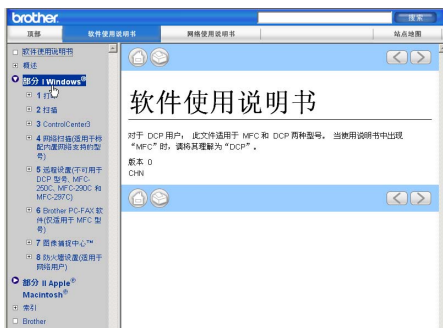 brother.
搜索
顶部
软件使用说明书
网络使用说明书
站点地图
软件使用说明书
概述
部分 I Windows®
1 打
2 扫描
3 ControlCenter3
4 网络扫描(适用于标
配内置网络支持的型
号)
5 远程设置(不可用于
DCP 型号, MFC-
250C, MFC-290C 和
MFC-297C)
6 Brother PC-FAX 软
件(仅适用于 MFC 型
号)
7 图像捕捉中心™
8 防火墙设置(适用于
网络用户)
部分 II Apple®
Macintosh®
索引
Brother
软件使用说明书
对于 DCP 用户， 此文件适用于 MFC 和 DCP 两种型号。 当使用说明书中出现
“MFC”时，请将其理解为“DCP”。
版本 0
CHN